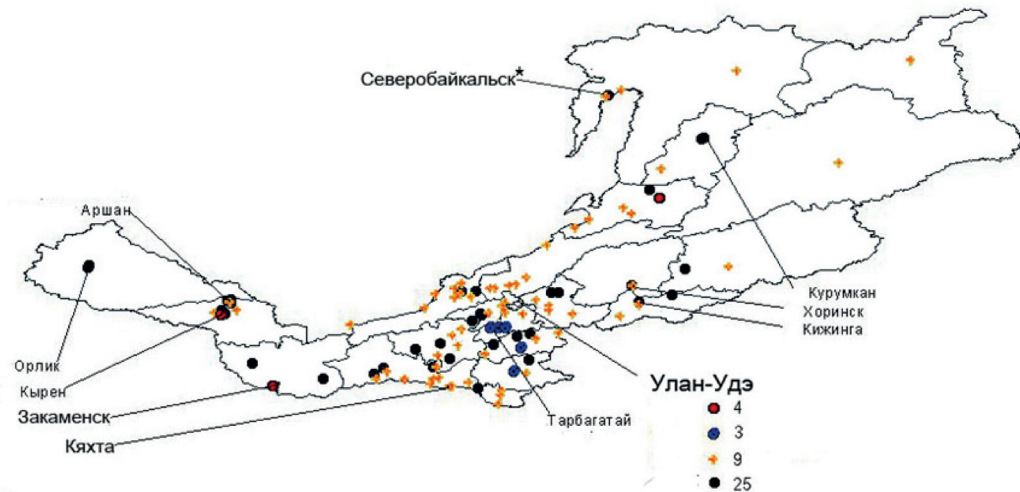 Северобайкальск*
Аршан
Курумкан
Хоринск
Кижинга
Орлик
Кырен
Закаменск
Кяхта
Улан-Удэ
Тарбагатай
4
3
9
25